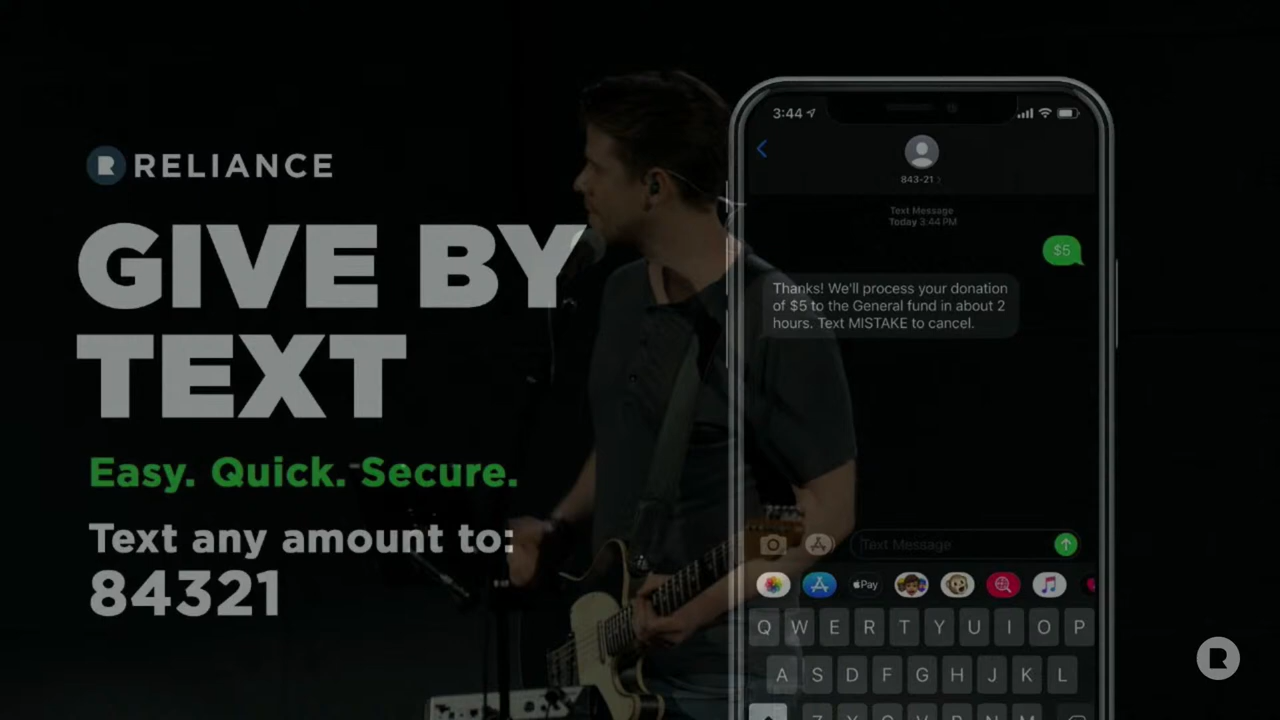 RELIANCE
GIVE BY
TEXT
Easy. Quick. Secure.
Text any amount to:
84321
3:44
843-21
Text Message
Today 3:44 PM
$5
Thanks! We'll process your donation
of $5 to the General fund in about 2
hours. Text MISTAKE to cancel.
Text Message
Pay
Q W E R T Y U I O P
A S D F G H J K L
Z X C V B N M
R